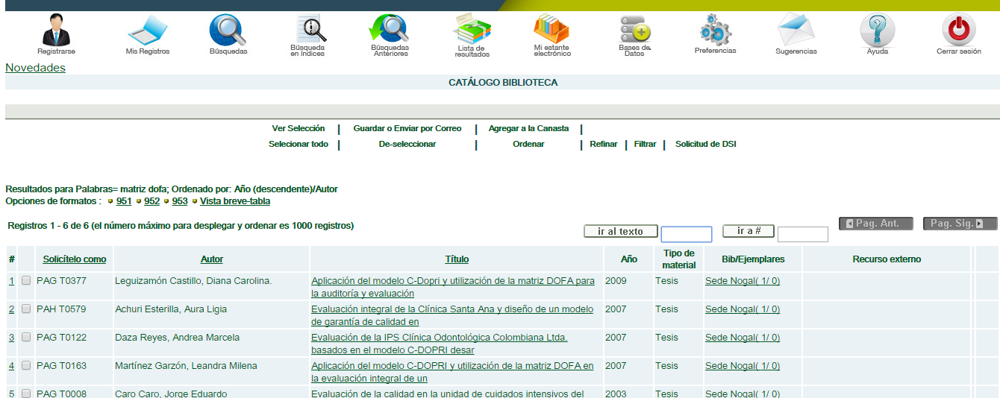 Registrarse
Mis Registros
Búsquedas
Búsqueda
en Índices
Búsquedas
Anteriores
Lista de
resultados
Mi estante
electrónico
Bases de
Datos
Preferencias
Sugerencias
Ayuda
Cerrar sesión
Novedades
CATÁLOGO BIBLIOTECA
Ver Selección | Guardar o Enviar por Correo | Agregar a la Canasta |
Selecionar todo | De-seleccionar | Ordenar | Refinar | Filtrar | Solicitud de DSI
Resultados para Palabras= matriz dofa; Ordenado por: Año (descendente)/Autor
Opciones de formatos : 951 952 953 Vista breve-tabla
Registros 1 - 6 de 6 (el número máximo para desplegar y ordenar es 1000 registros)
ir al texto ir a # Pag. Ant. Pag. Sig.
# Solicítelo como Autor Título Año Tipo de material Bib/Ejemplares Recurso externo
1 PAG T0377 Leguizamón Castillo, Diana Carolina. Aplicación del modelo C-Dopri y utilización de la matriz DOFA para 2009 Tesis Sede Nogal( 1/ 0)
la auditoría y evaluación
2 PAH T0579 Achuri Esterilla, Aura Ligia Evaluación integral de la Clínica Santa Ana y diseño de un modelo 2007 Tesis Sede Nogal( 1/ 0)
de garantía de calidad en
3 PAG T0122 Daza Reyes, Andrea Marcela Evaluación de la IPS Clínica Odontológica Colombiana Ltda. 2007 Tesis Sede Nogal( 1/ 0)
basados en el modelo C-DOPRI desar
4 PAG T0163 Martínez Garzón, Leandra Milena Aplicación del modelo C-DOPRI y utilización de la matriz DOFA en 2007 Tesis Sede Nogal( 1/ 0)
la evaluación integral de un
5 PAG T0008 Caro Caro, Jorge Eduardo Evaluación de la calidad en la unidad de cuidados intensivos del 2003 Tesis Sede Nogal( 1/ 0)